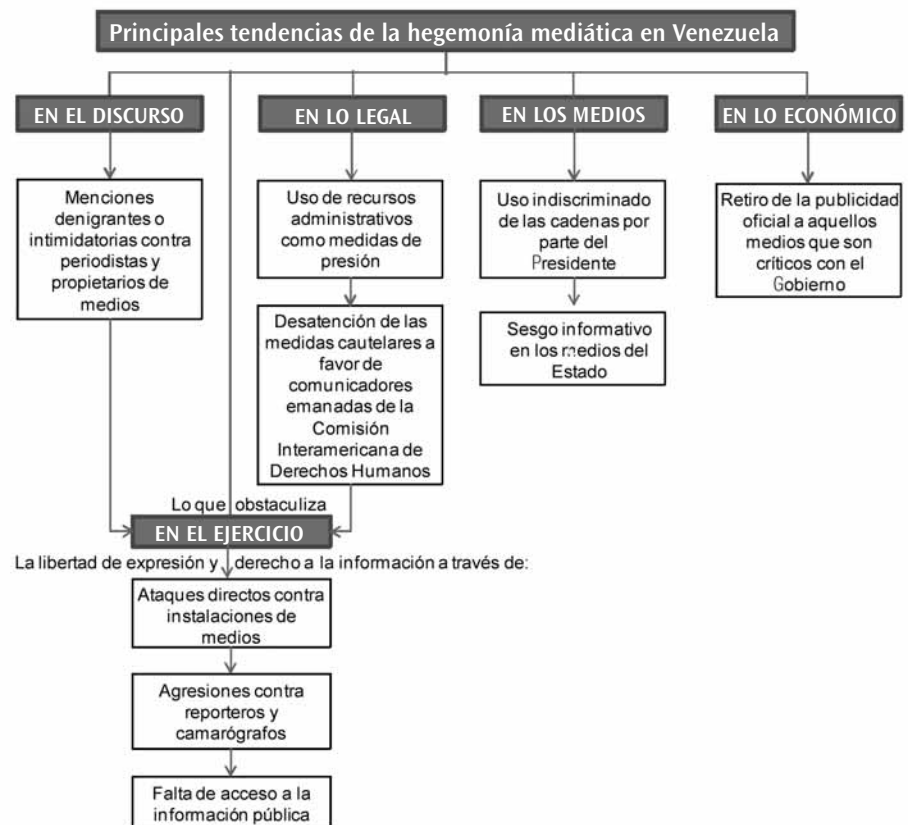 Principales tendencias de la hegemonía mediática en Venezuela
EN EL DISCURSO
Menciones
denigrantes o
intimidatorias contra
periodistas y
propietarios de
medios
EN LO LEGAL
Uso de recursos
administrativos
como medidas de
presión
Desatención de las
medidas cautelares a
favor de
comunicadores
emanadas de la
Comisión
Interamericana de
Derechos Humanos
EN LOS MEDIOS
Uso indiscriminado
de las cadenas por
parte del
Presidente
Sesgo informativo
en los medios del
Estado
EN LO ECONÓMICO
Retiro de la publicidad
oficial a aquellos
medios que son
críticos con el
Gobierno
Lo que obstaculiza
EN EL EJERCICIO
La libertad de expresión y derecho a la información a través de:
Ataques directos contra
instalaciones de
medios
Agresiones contra
reporteros y
camarógrafos
Falta de acceso a la
información pública